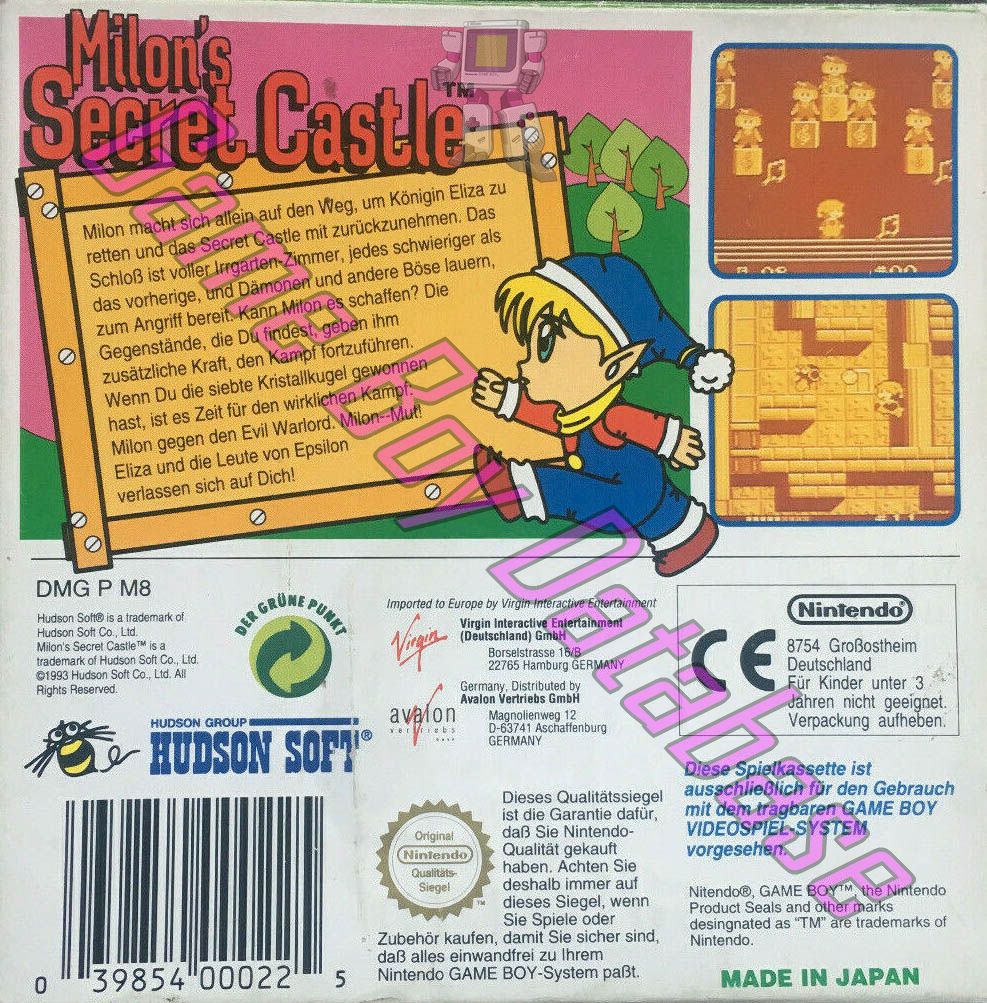 Milon's
Secret Castle™
Milon macht sich allein auf den Weg, um Königin Eliza zu
retten und das Secret Castle mit zurückzunehmen. Das
Schloß ist voller Irrgarten-Zimmer, jedes schwieriger als
das vorherige, und Dämonen und andere Böse lauern,
zum Angriff bereit. Kann Milon es schaffen? Die
Gegenstände, die Du findest, geben ihm
zusätzliche Kraft, den Kampf fortzuführen.
Wenn Du die siebte Kristallkugel gewonnen
hast, ist es Zeit für den wirklichen Kampf:
Milon gegen den Evil Warlord. Milon--Mut!
Eliza und die Leute von Epsilon
verlassen sich auf Dich!
Game Boy Database
DMG P M8
Hudson Soft® is a trademark of
Hudson Soft Co., Ltd.
Milon's Secret Castle™ is a
trademark of Hudson Soft Co., Ltd.
©1993 Hudson Soft Co., Ltd. All
Rights Reserved.
DER GRÜNE PUNKT
HUDSON GROUP
HUDSON SOFT®
Imported to Europe by Virgin Interactive Entertainment
Virgin
Virgin Interactive Entertainment
(Deutschland) GmbH
Borselstrasse 16/B
22765 Hamburg GERMANY
avalon
vertriebs
Germany, Distributed by
Avalon Vertriebs GmbH
Magnolienweg 12
D-63741 Aschaffenburg
GERMANY
CE
Nintendo®
8754 Großostheim
Deutschland
Für Kinder unter 3
Jahren nicht geeignet.
Verpackung aufheben.
Diese Spielkassette ist
ausschließlich für den Gebrauch
mit dem tragbaren GAME BOY
VIDEOSPIEL-SYSTEM
vorgesehen.
Original
Nintendo
Qualitäts-
Siegel
™
Dieses Qualitätssiegel
ist die Garantie dafür,
daß Sie Nintendo-
Qualität gekauft
haben. Achten Sie
deshalb immer auf
dieses Siegel, wenn
Sie Spiele oder
Zubehör kaufen, damit Sie sicher sind,
daß alles einwandfrei zu Ihrem
Nintendo GAME BOY-System paßt.
Nitendo®, GAME BOY™, the Nintendo
Product Seals and other marks
desingnated as "TM" are trademarks of
Nintendo.
0 39854 00022 5
MADE IN JAPAN